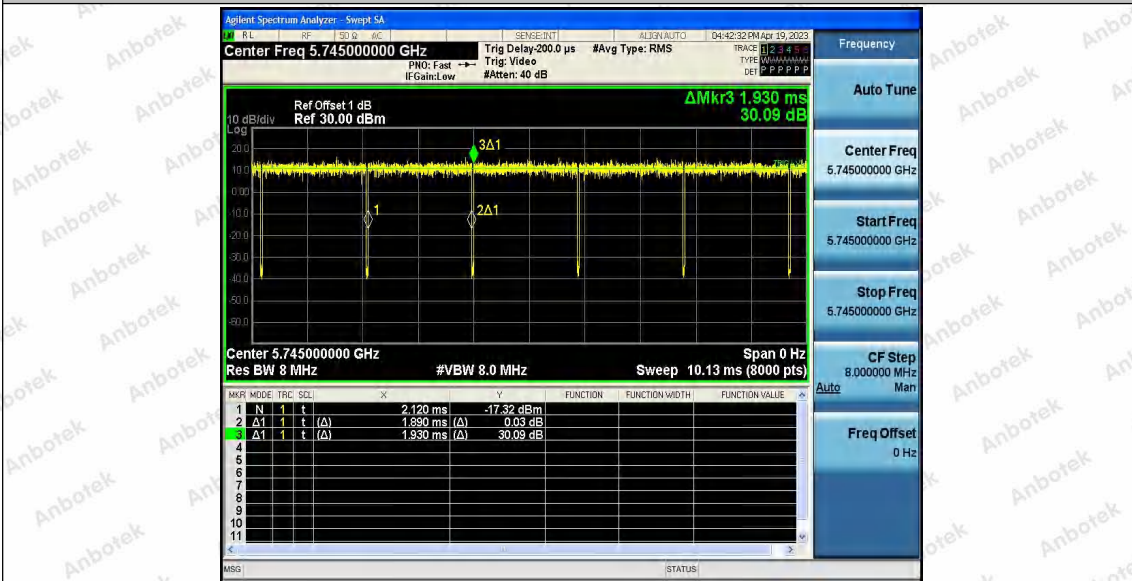 Agilent Spectrum Analyzer - Swept SA
RL RF 50 Ω AC SENSE:INT ALIGN AUTO 04:42:32 PM Apr 19, 2023
Center Freq 5.745000000 GHz
PNO: Fast
IFGain:Low
Trig Delay-200.0 µs
Trig: Video
#Atten: 40 dB
#Avg Type: RMS
TRACE 1 2 3 4 5 6
TYPE
DET P P P P P P
ΔMkr3 1.930 ms
30.09 dB
Ref Offset 1 dB
Ref 30.00 dBm
10 dB/div
Log
20.0
10.0
0.00
-10.0
-20.0
-30.0
-40.0
-50.0
-60.0
3Δ1
1
2Δ1
Center 5.745000000 GHz Span 0 Hz
Res BW 8 MHz #VBW 8.0 MHz Sweep 10.13 ms (8000 pts)
MKR MODE TRC SCL X Y FUNCTION FUNCTION WIDTH FUNCTION VALUE
1 N 1 t 2.120 ms -17.32 dBm
2 Δ1 1 t (Δ) 1.890 ms (Δ) 0.03 dB
3 Δ1 1 t (Δ) 1.930 ms (Δ) 30.09 dB
4
5
6
7
8
9
10
11
MSG STATUS
Frequency
Auto Tune
Center Freq
5.745000000 GHz
Start Freq
5.745000000 GHz
Stop Freq
5.745000000 GHz
CF Step
8.000000 MHz
Auto Man
Freq Offset
0 Hz
Anbotek